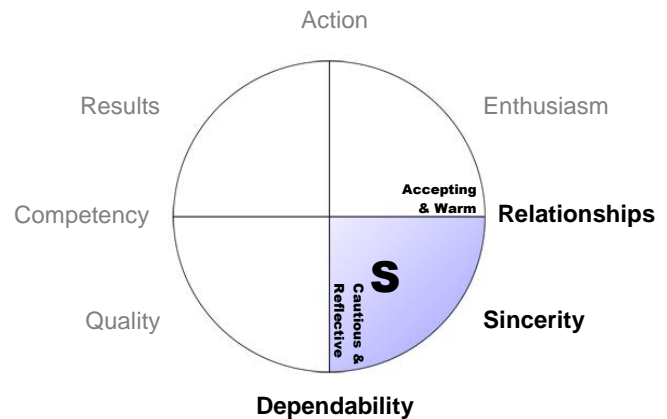 Action
Results
Enthusiasm
Accepting
& Warm
Competency
Relationships
S
Cautious &
Reflective
Quality
Sincerity
Dependability